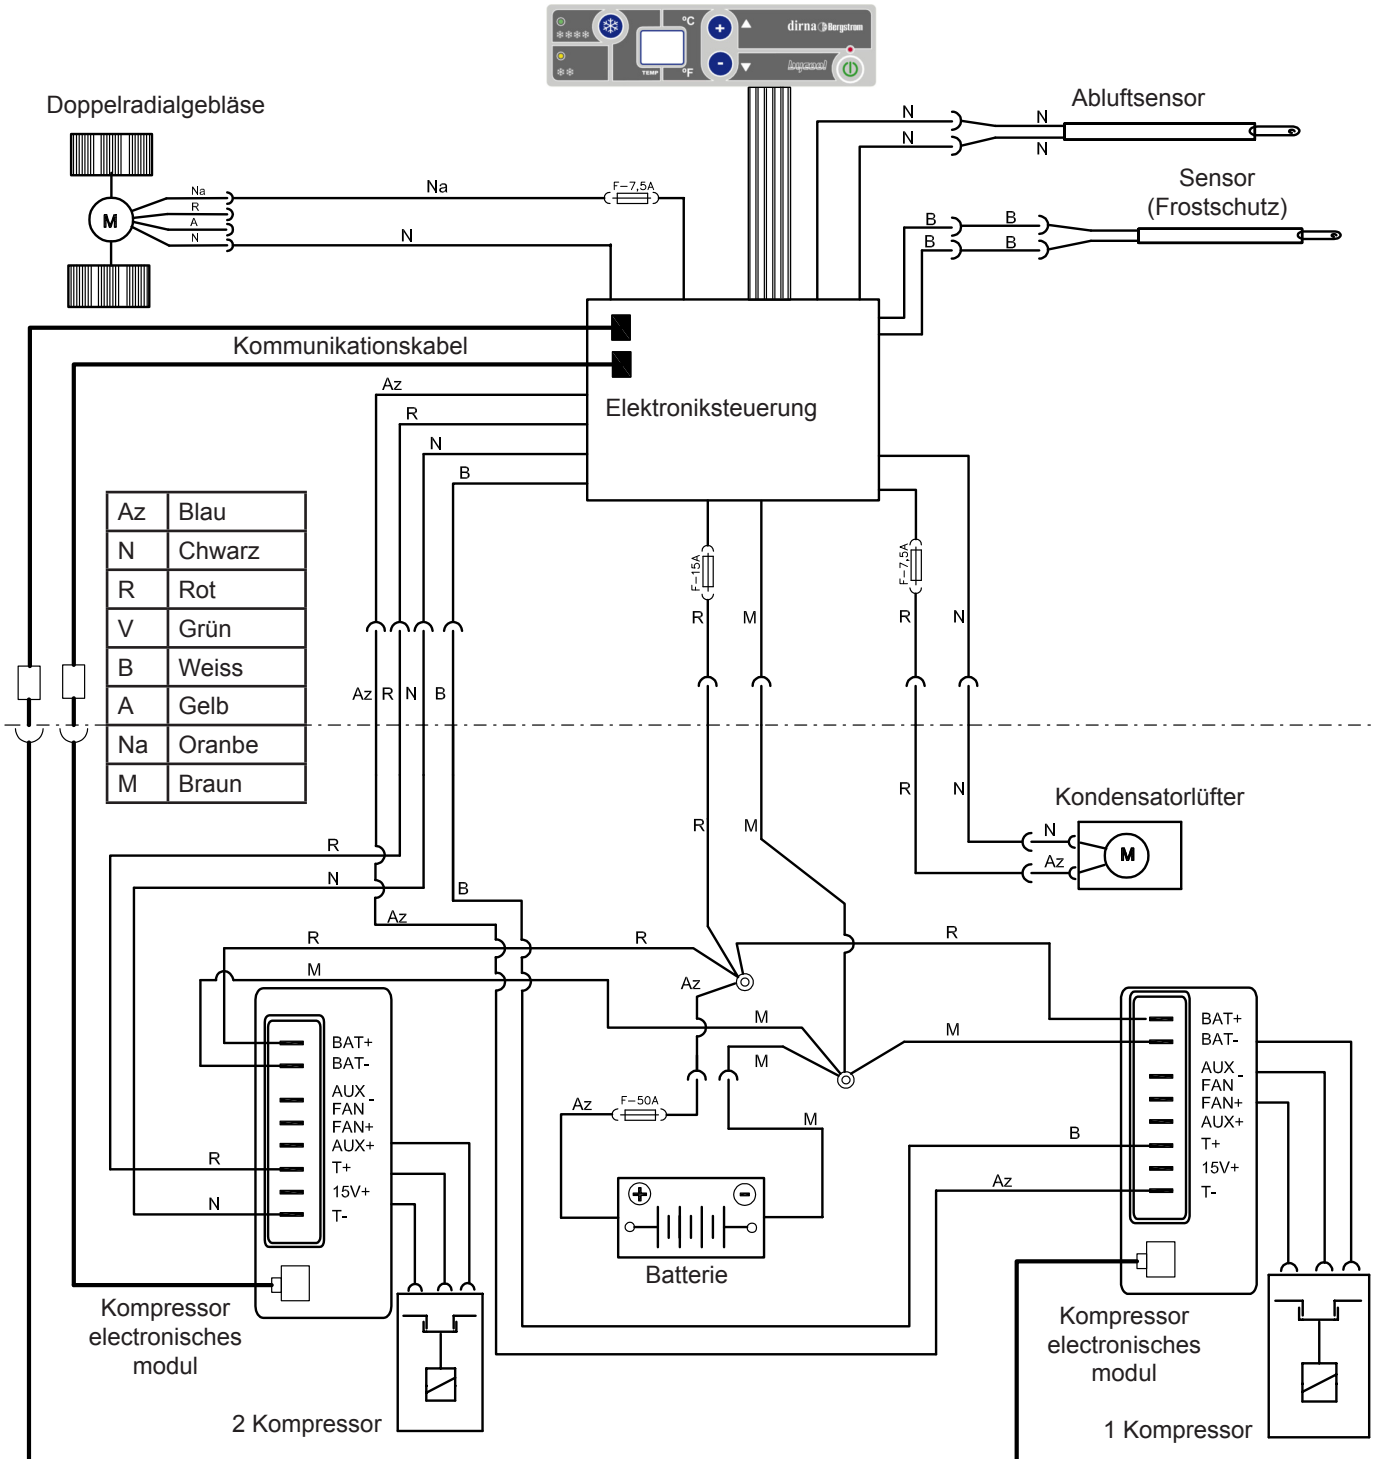 °C
dirna Bergstrom
TEMP
°F
bycool
Doppelradialgebläse
Abluftsensor
N
N
N
N
Sensor
(Frostschutz)
M
Na
R
A
N
Na
F-7,5A
N
B
B
B
B
Kommunikationskabel
Az
R
N
B
Elektroniksteuerung
Az Blau
N Chwarz
R Rot
V Grün
B Weiss
A Gelb
Na Oranbe
M Braun
F-15A
F-7,5A
R
M
R
N
Az
R
N
B
R
N
R
M
Kondensatorlüfter
N
Az
M
R
N
B
Az
R
R
R
M
Az
M
M
M
BAT+
BAT-
AUX
FAN -
FAN+
AUX+
T+
15V+
T-
R
N
Az
F-50A
M
Batterie
B
Az
BAT+
BAT-
AUX
FAN -
FAN+
AUX+
T+
15V+
T-
Kompressor
electronisches
modul
2 Kompressor
Kompressor
electronisches
modul
1 Kompressor